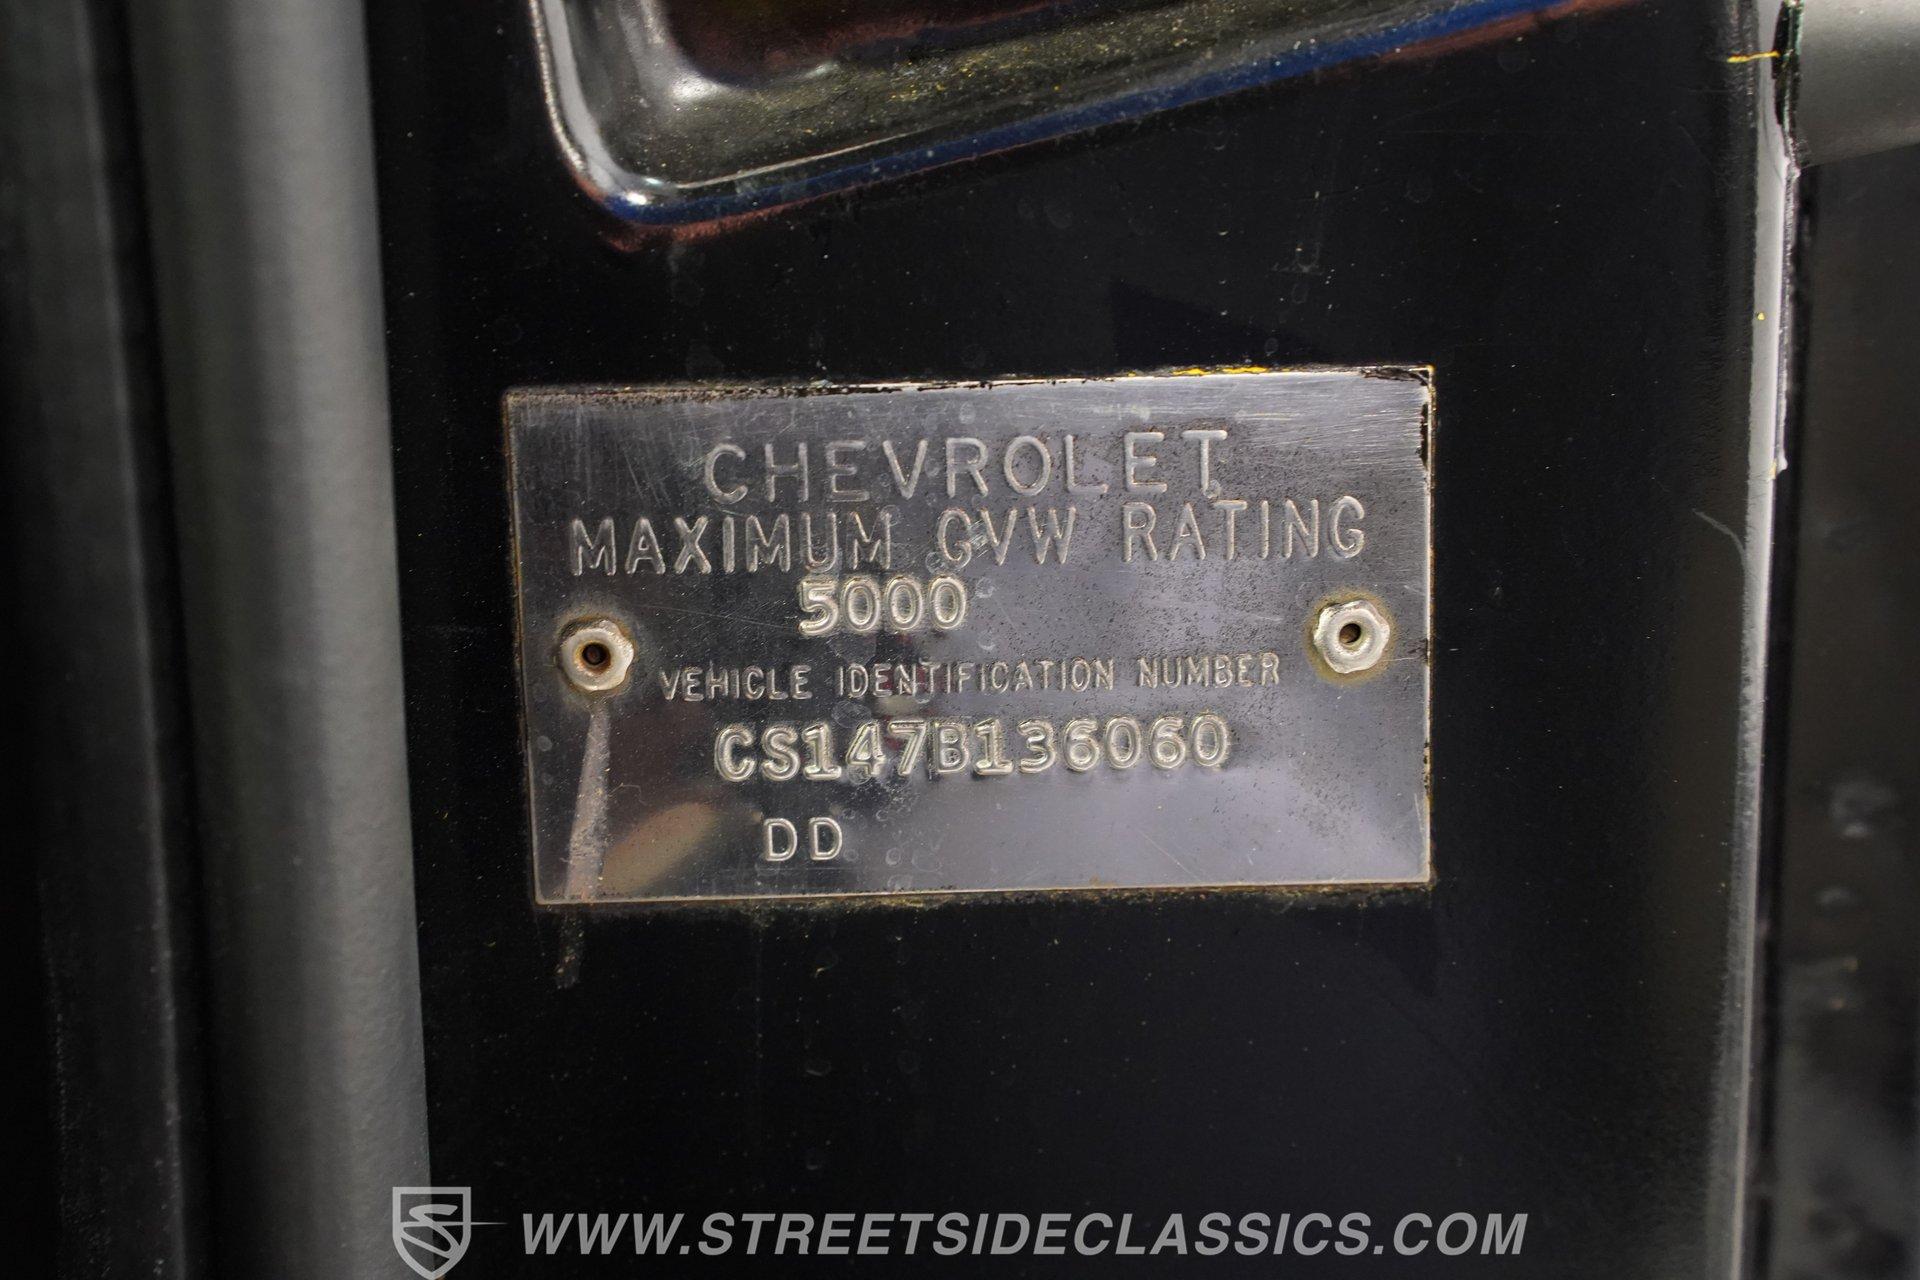 CHEVROLET
MAXIMUM GVW RATING
5000
VEHICLE IDENTIFICATION NUMBER
CS147B136060
DD
WWW.STREETSIDECLASSICS.COM